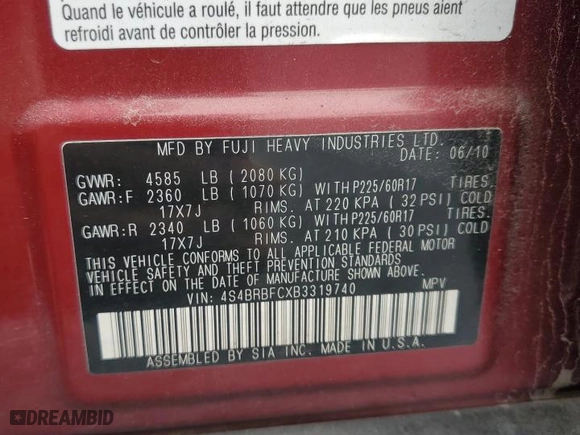 Quand le véhicule a roulé, il faut attendre que les pneus aient
refroidi avant de contrôler la pression.
MFD BY FUJI HEAVY INDUSTRIES LTD.
DATE: 06/10
GVWR: 4585 LB (2080 KG)
GAWR:F 2360 LB (1070 KG) WITH P225/60R17 TIRES.
17X7J RIMS. AT 220 KPA (32 PSI) COLD
GAWR:R 2340 LB (1060 KG) WITH P225/60R17 TIRES.
17X7J RIMS. AT 210 KPA (30 PSI) COLD
THIS VEHICLE CONFORMS TO ALL APPLICABLE FEDERAL MOTOR
VEHICLE SAFETY AND THEFT PREVENTION STANDARDS
IN EFFECT ON THE DATE OF MANUFACTURE SHOWN ABOVE.
VIN: 4S4BRBFCXB3319740 MPV
ASSEMBLED BY SIA INC. MADE IN U.S.A.
DREAMBID